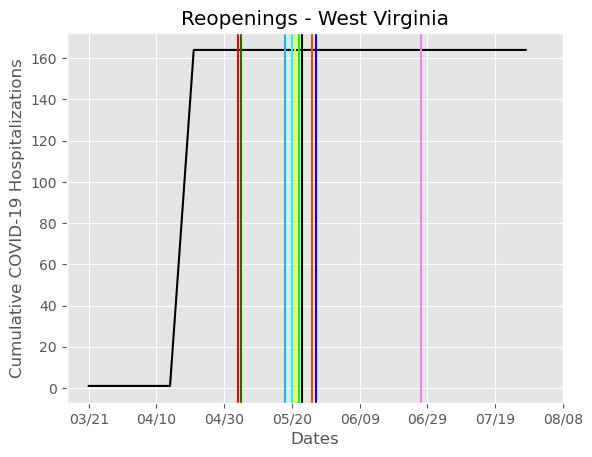 Reopenings - West Virginia
Cumulative COVID-19 Hospitalizations
160
140
120
100
80
60
40
20
0
03/21 04/10 04/30 05/20 06/09 06/29 07/19 08/08
Dates